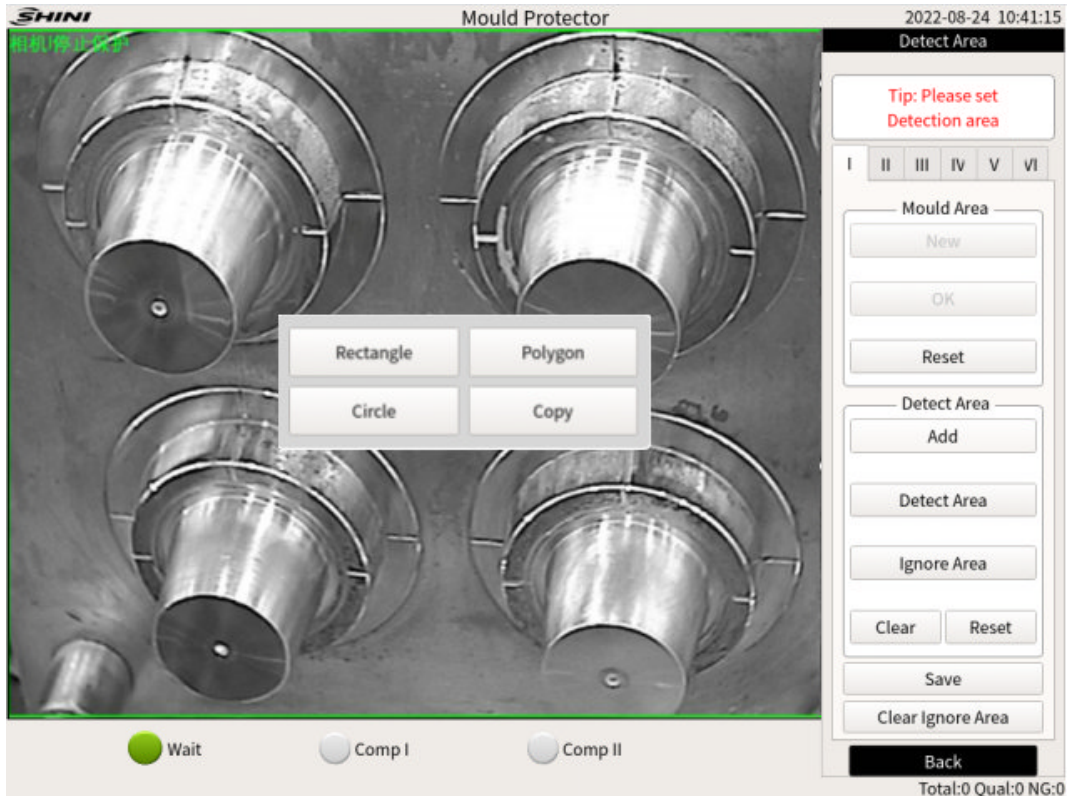 SHINI
Mould Protector
2022-08-24 10:41:15
相机I停止保护
Detect Area
Tip: Please set
Detection area
I II III IV V VI
Mould Area
New
OK
Reset
Rectangle Polygon
Circle Copy
Detect Area
Add
Detect Area
Ignore Area
Clear Reset
Save
Clear Ignore Area
Back
Wait Comp I Comp II
Total:0 Qual:0 NG:0